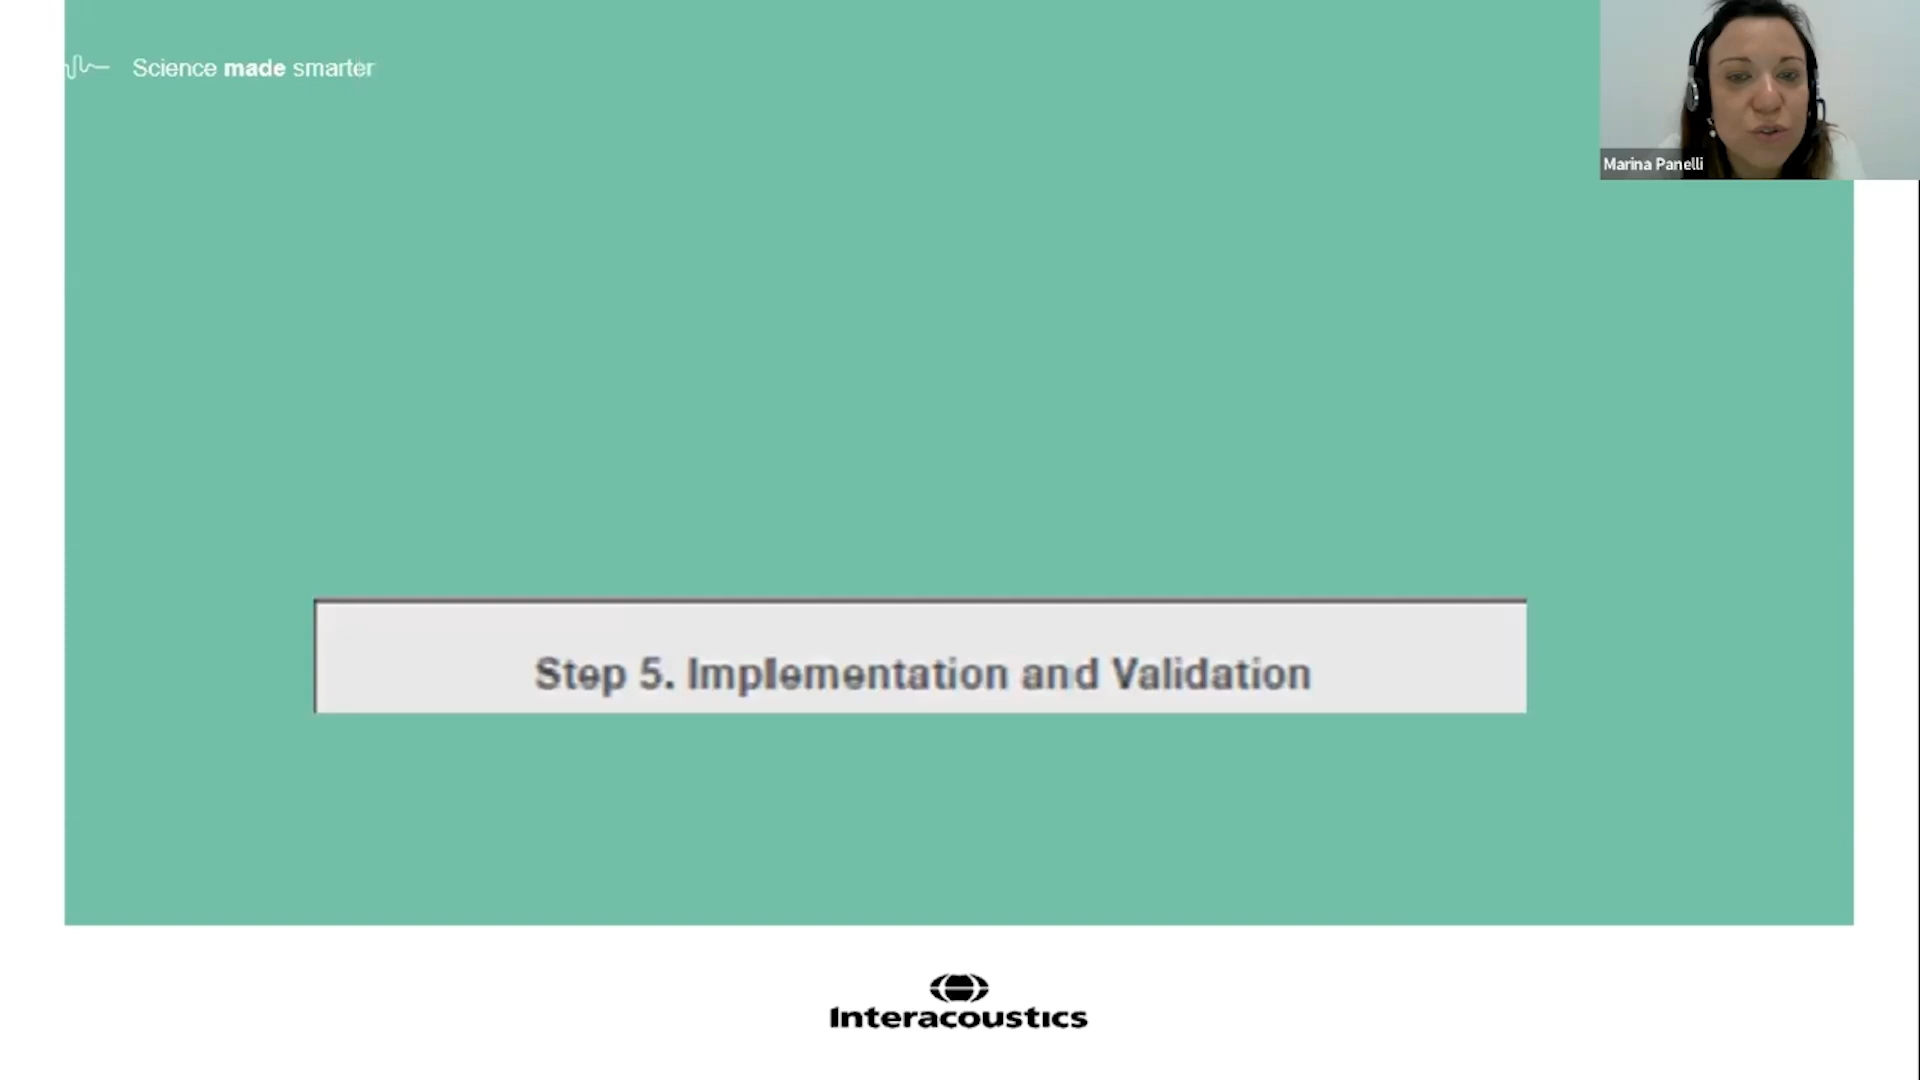 Science made smarter
Marina Panelli
Step 5. Implementation and Validation
Interacoustics